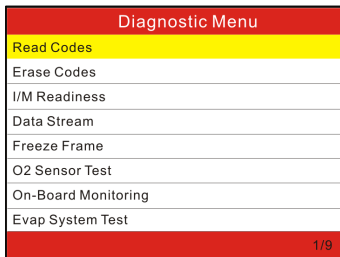 Diagnostic Menu
Read Codes
Erase Codes
I/M Readiness
Data Stream
Freeze Frame
O2 Sensor Test
On-Board Monitoring
Evap System Test
1/9